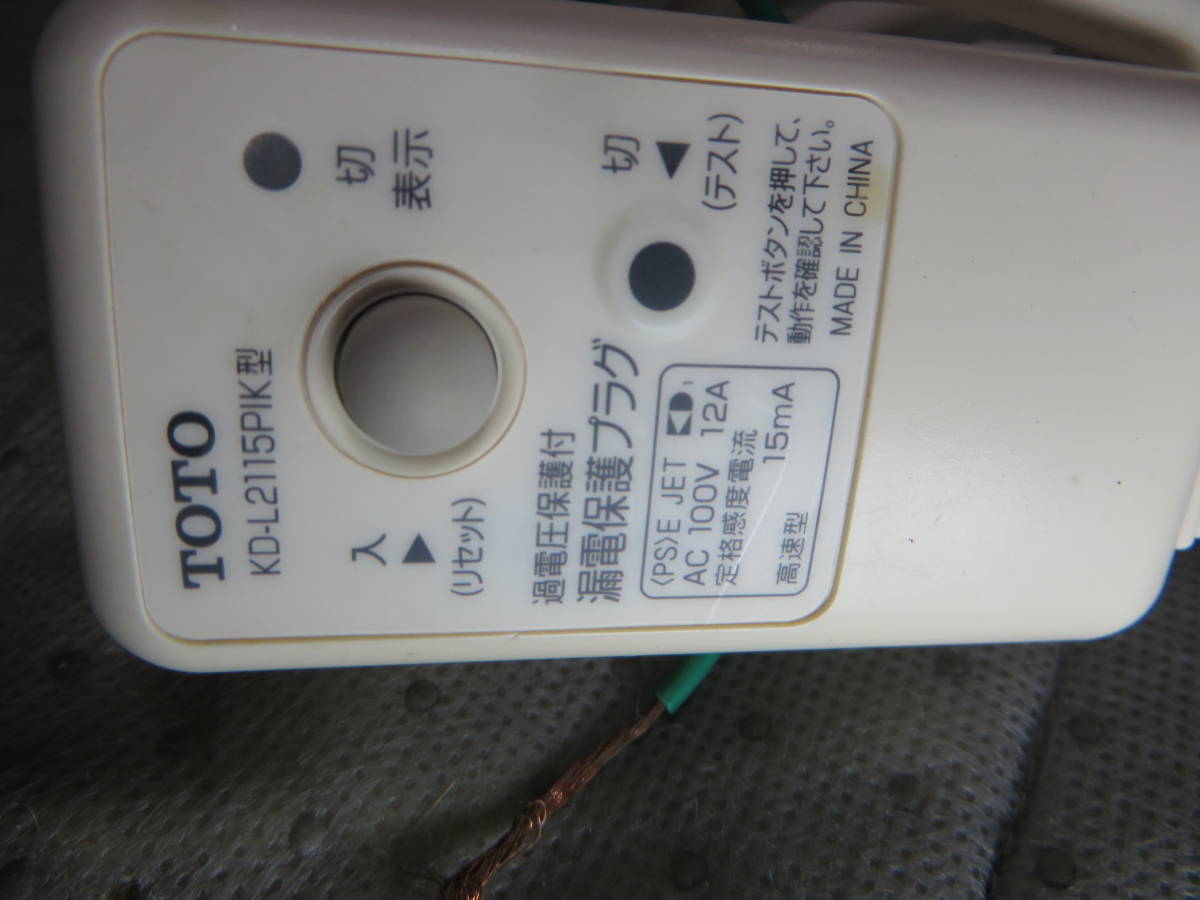 TOTO
KD-L2115PIK型
切
表示
入
▶
(リセット)
切
◀
(テスト)
過電圧保護付
漏電保護プラグ
〈PS〉E JET
AC 100V 12A
定格感度電流
高速型 15mA
テストボタンを押して、
動作を確認して下さい。
MADE IN CHINA